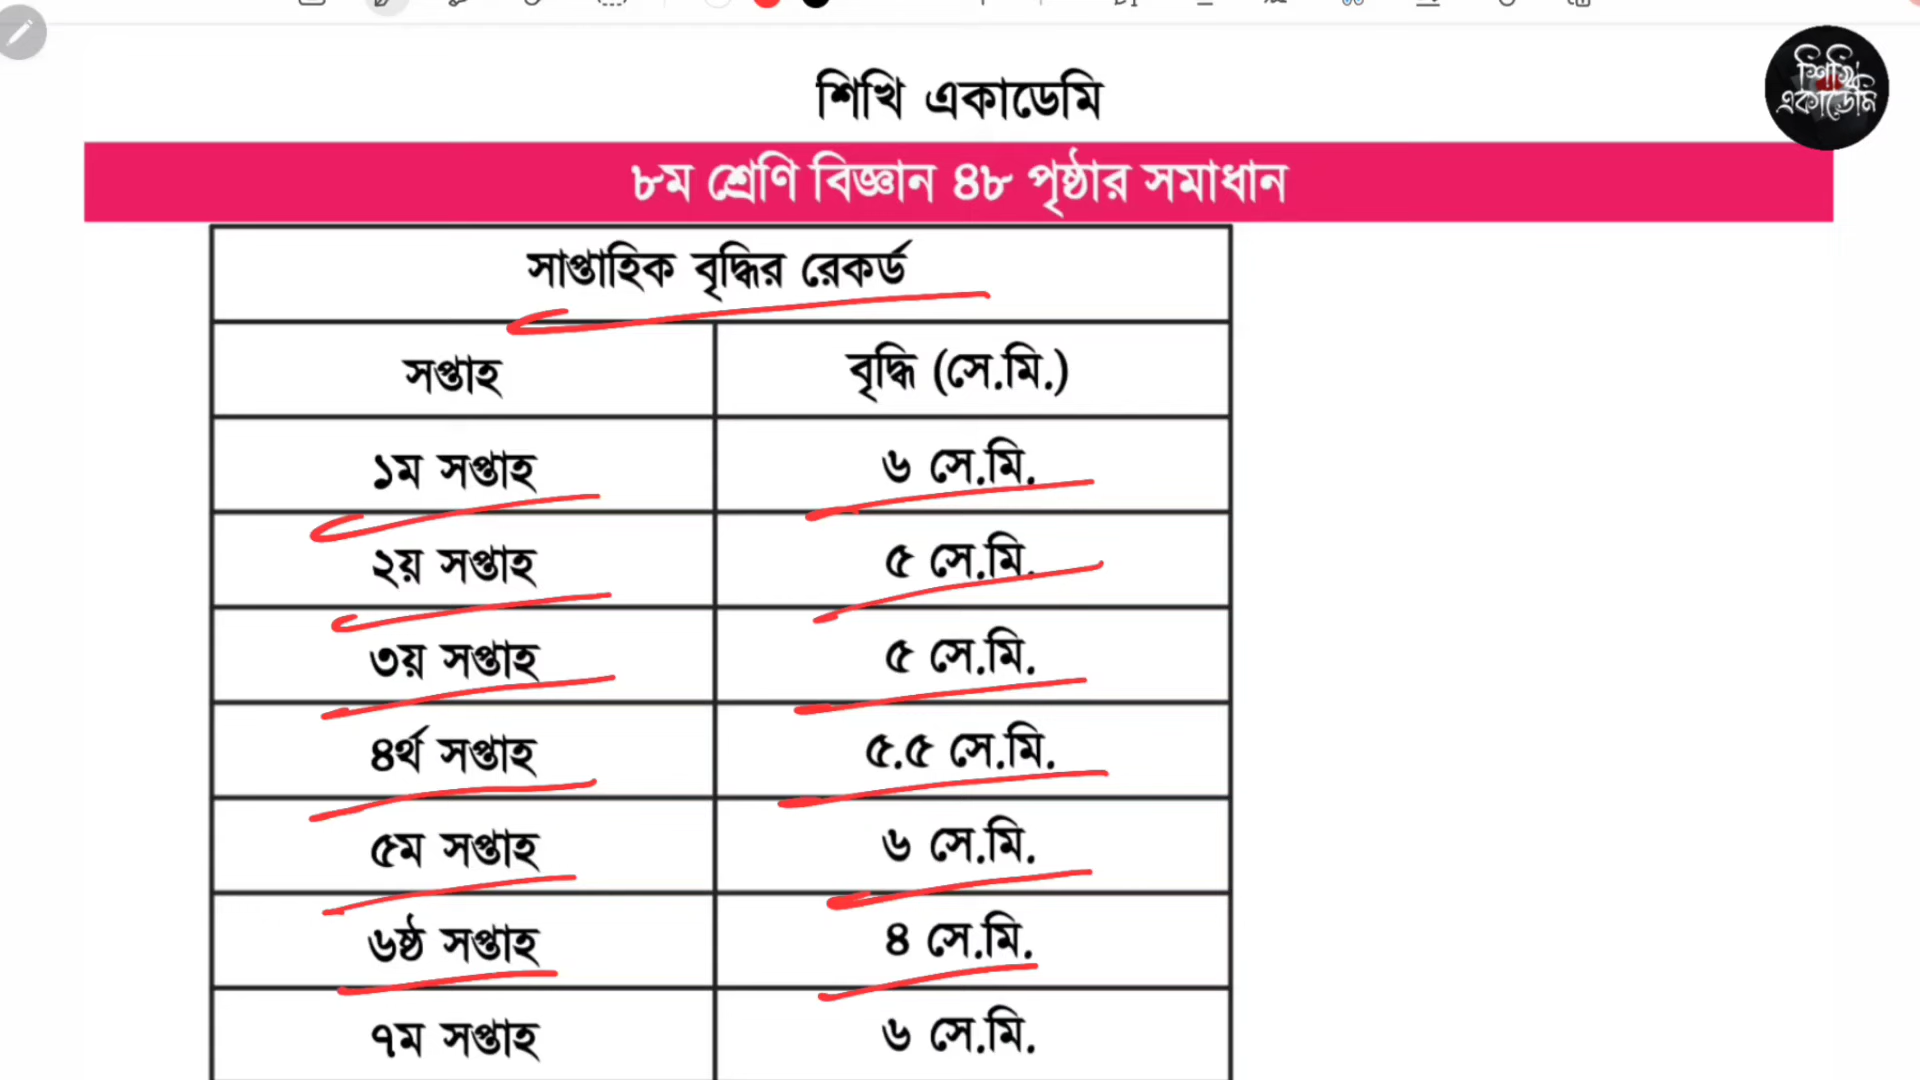 শিখি একাডেমি
শিখি
একাডেমি
৮ম শ্রেণি বিজ্ঞান ৪৮ পৃষ্ঠার সমাধান
সাপ্তাহিক বৃদ্ধির রেকর্ড
সপ্তাহ বৃদ্ধি (সে.মি.)
১ম সপ্তাহ ৬ সে.মি.
২য় সপ্তাহ ৫ সে.মি.
৩য় সপ্তাহ ৫ সে.মি.
৪র্থ সপ্তাহ ৫.৫ সে.মি.
৫ম সপ্তাহ ৬ সে.মি.
৬ষ্ঠ সপ্তাহ ৪ সে.মি.
৭ম সপ্তাহ ৬ সে.মি.